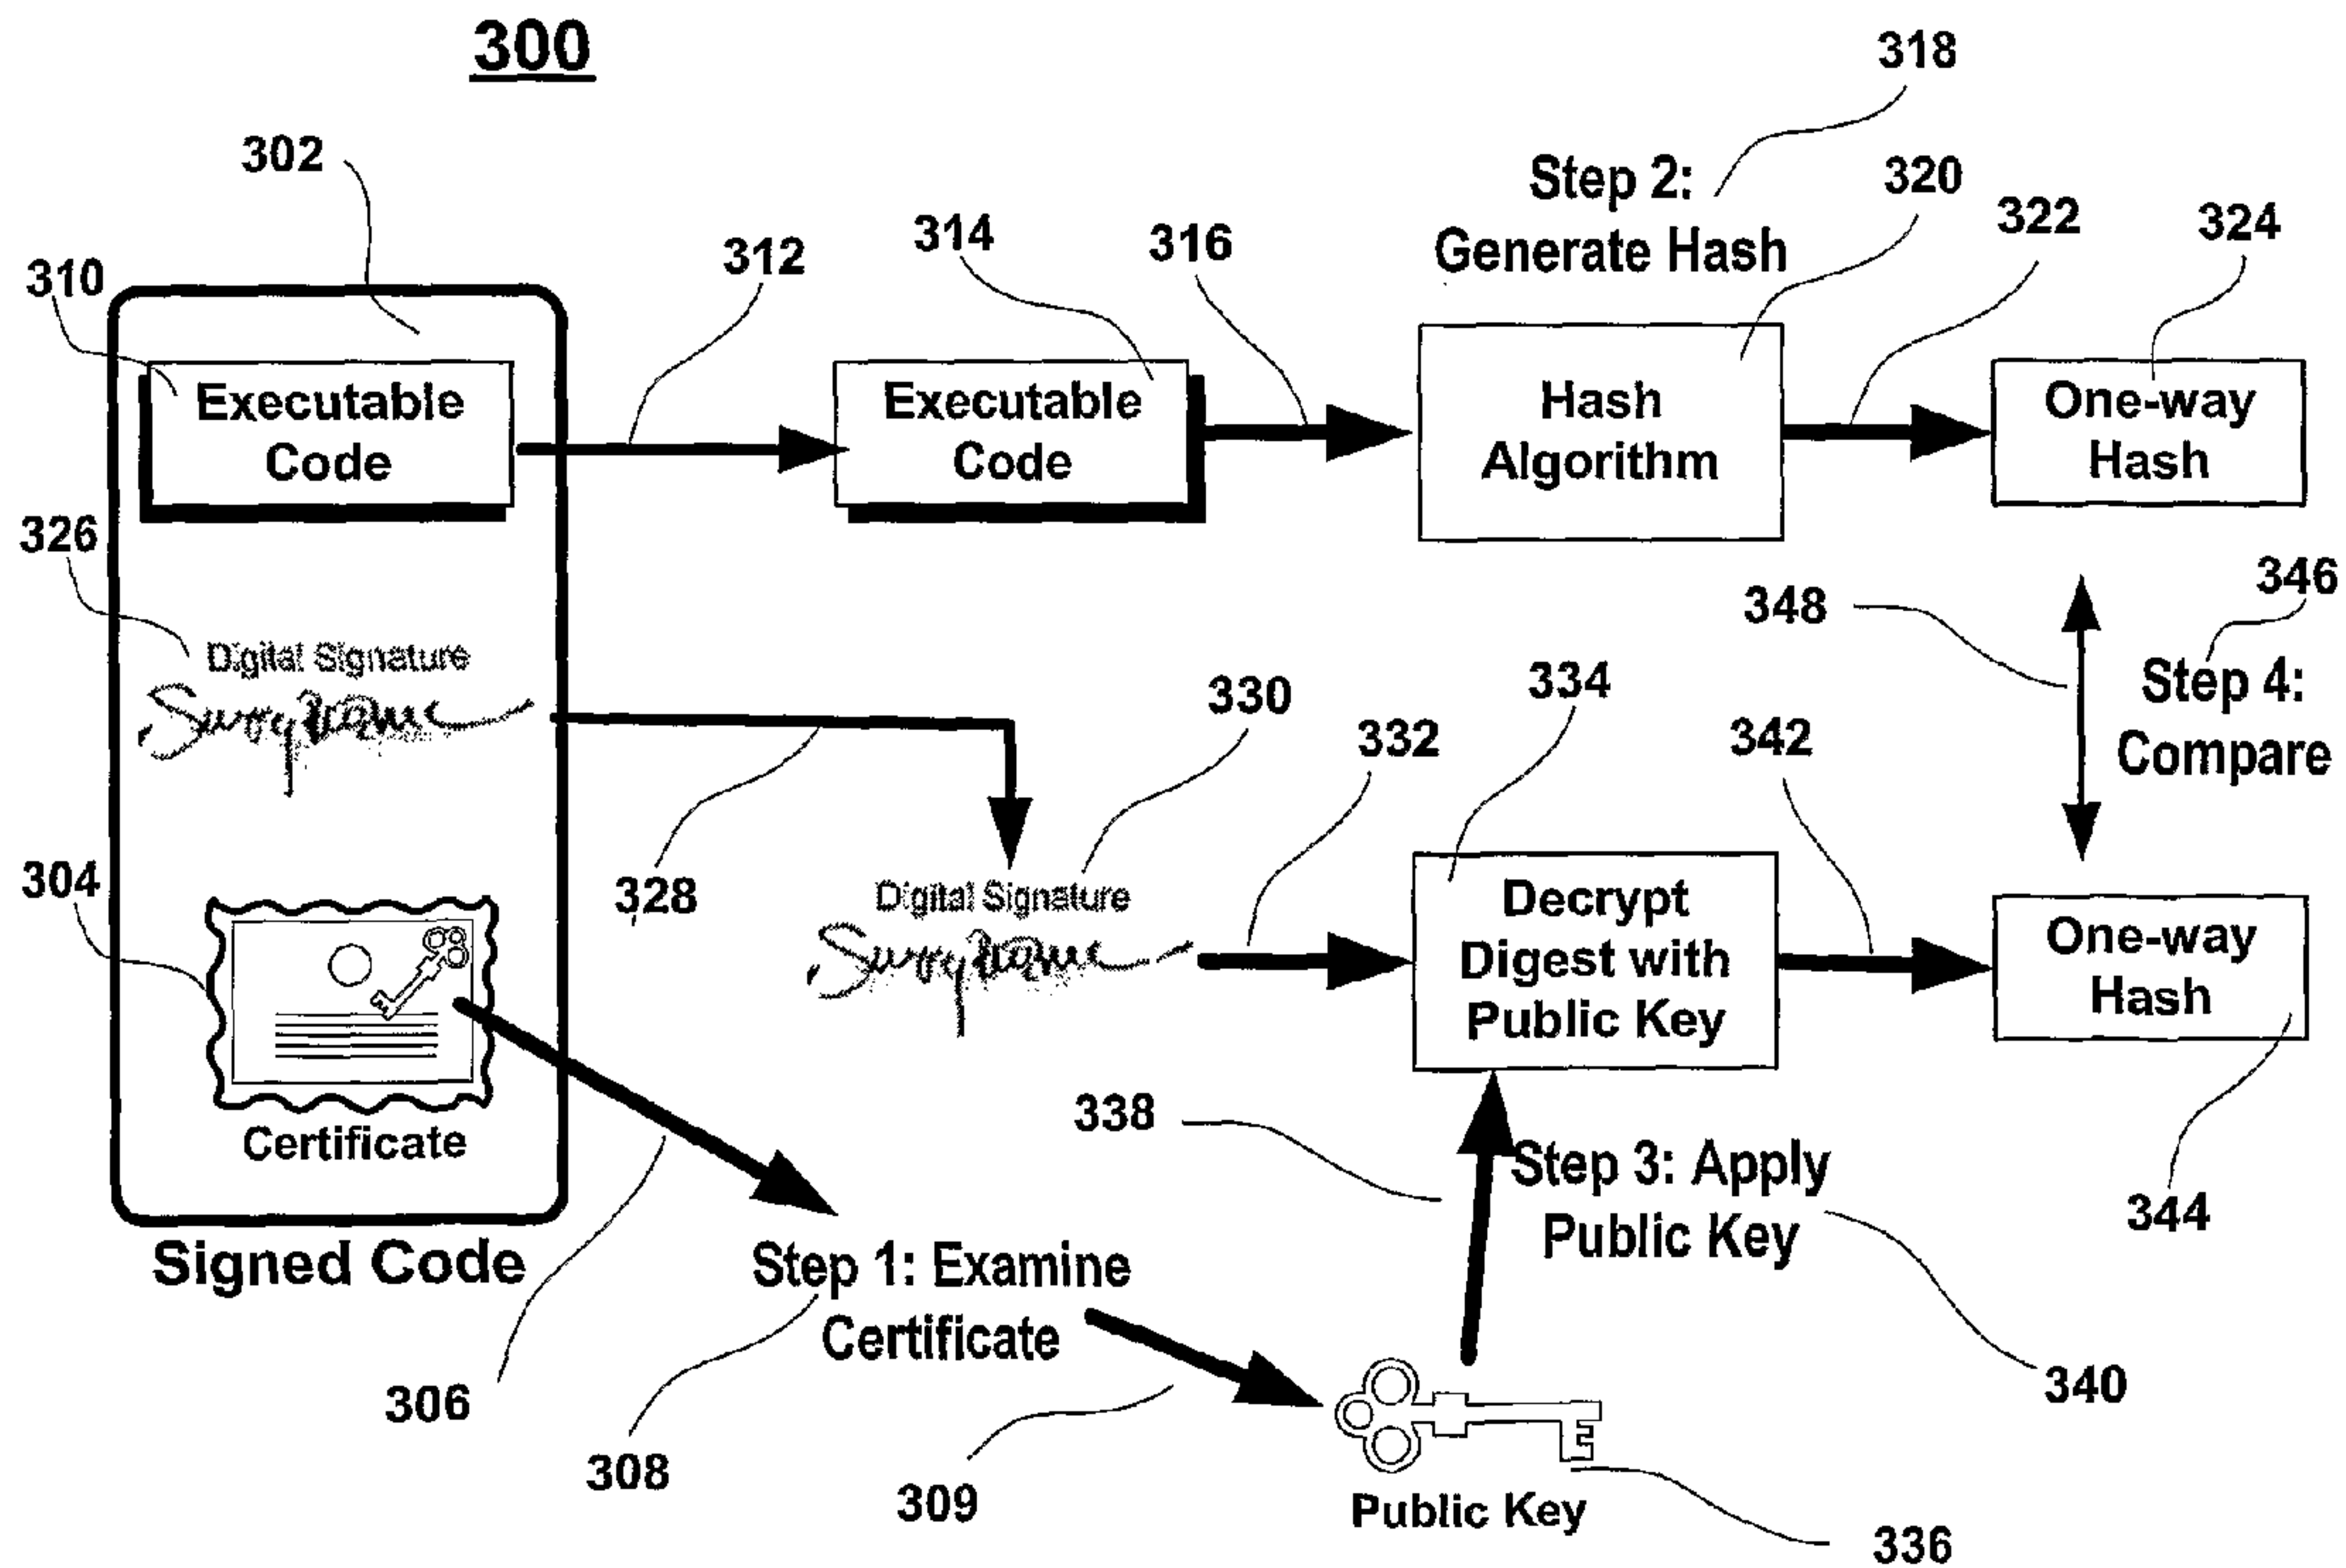 300
318
302
Step 2:
Generate Hash
320
310
312
314
316
322
324
Executable
Code
Executable
Code
Hash
Algorithm
One-way
Hash
326
Digital Signature
348
346
Step 4:
Compare
330
332
334
342
304
328
Digital Signature
Decrypt
Digest with
Public Key
One-way
Hash
Certificate
338
Step 3: Apply
Public Key
344
Signed Code
Step 1: Examine
Certificate
306
308
309
340
Public Key
336